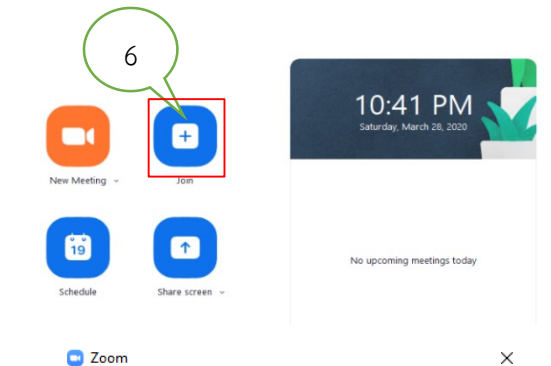 6
10:41 PM
Saturday, March 28, 2020
New Meeting
Join
19
Schedule
Share screen
No upcoming meetings today
Zoom